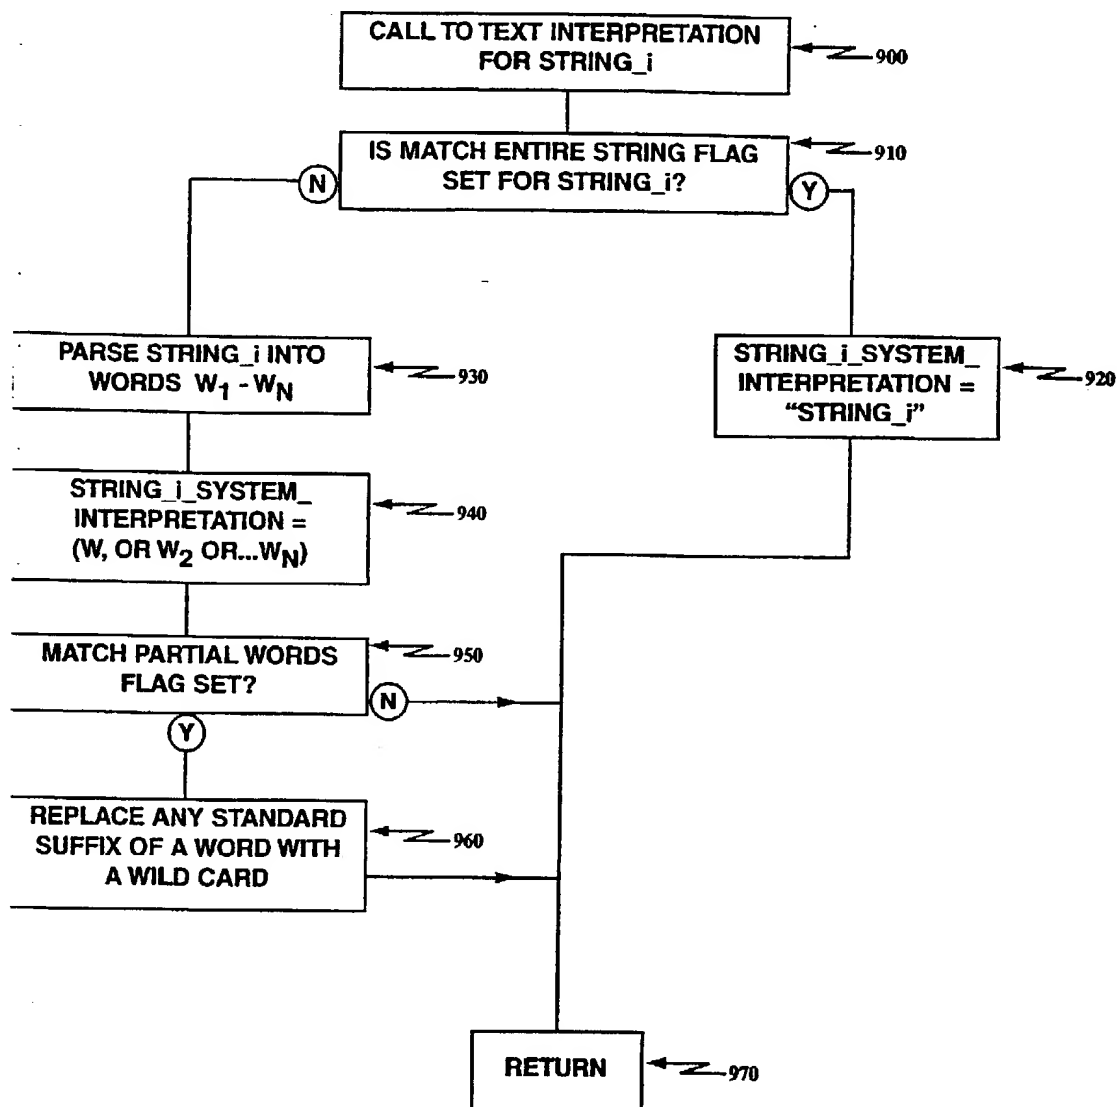 CALL TO TEXT INTERPRETATION
FOR STRING_i
900
IS MATCH ENTIRE STRING FLAG
SET FOR STRING_i?
910
N
Y
PARSE STRING_i INTO
WORDS W1 - WN
930
STRING_i_SYSTEM_
INTERPRETATION =
"STRING_i"
920
STRING_i_SYSTEM_
INTERPRETATION =
(W, OR W2 OR...WN)
940
MATCH PARTIAL WORDS
FLAG SET?
950
N
Y
REPLACE ANY STANDARD
SUFFIX OF A WORD WITH
A WILD CARD
960
RETURN
970